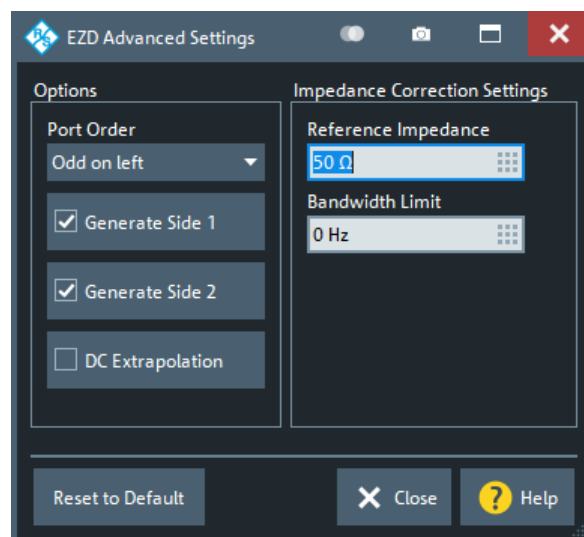 EZD Advanced Settings
Options
Port Order
Odd on left
Generate Side 1
Generate Side 2
DC Extrapolation
Impedance Correction Settings
Reference Impedance
50 Ω
Bandwidth Limit
0 Hz
Reset to Default
Close
? Help